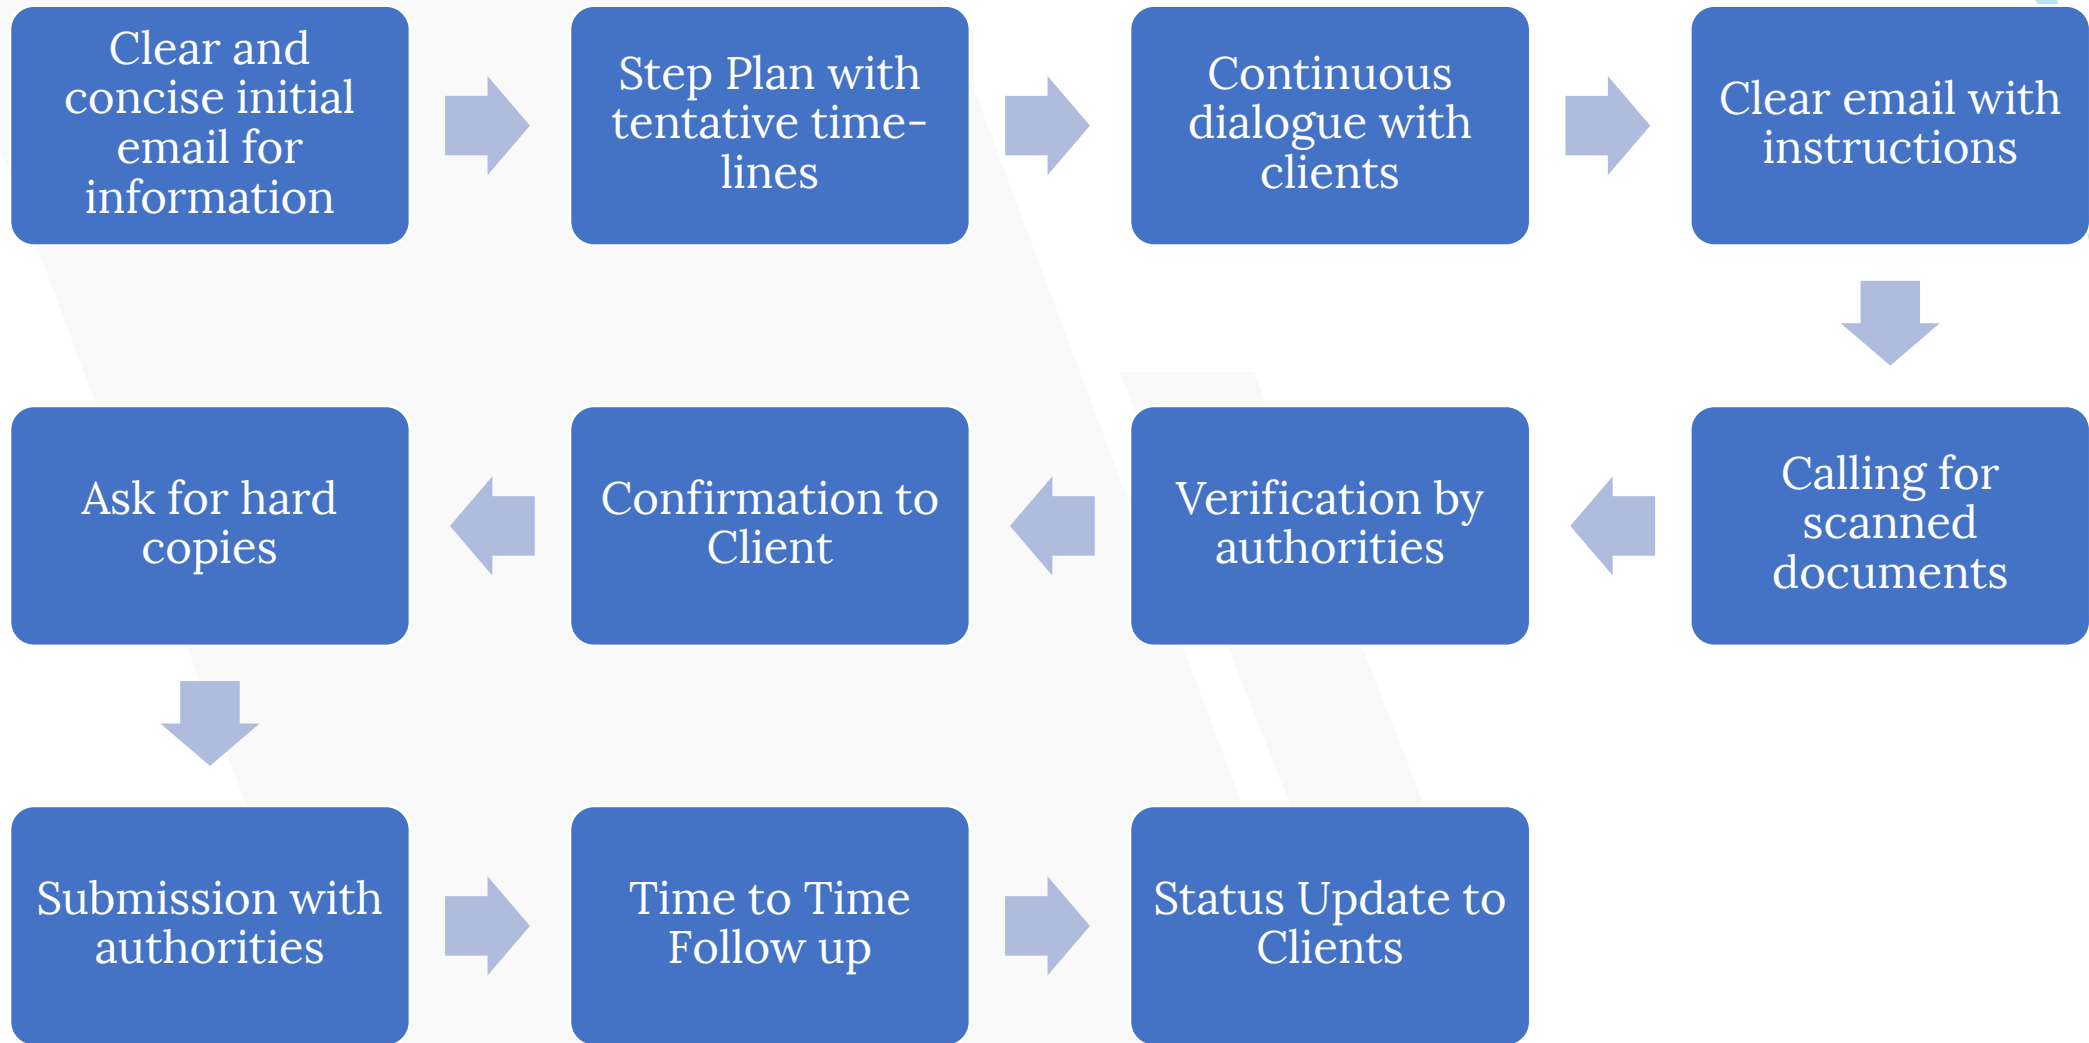 Clear and
concise initial
email for
information
Step Plan with
tentative time-
lines
Continuous
dialogue with
clients
Clear email with
instructions
Calling for
scanned
documents
Verification by
authorities
Confirmation to
Client
Ask for hard
copies
Submission with
authorities
Time to Time
Follow up
Status Update to
Clients